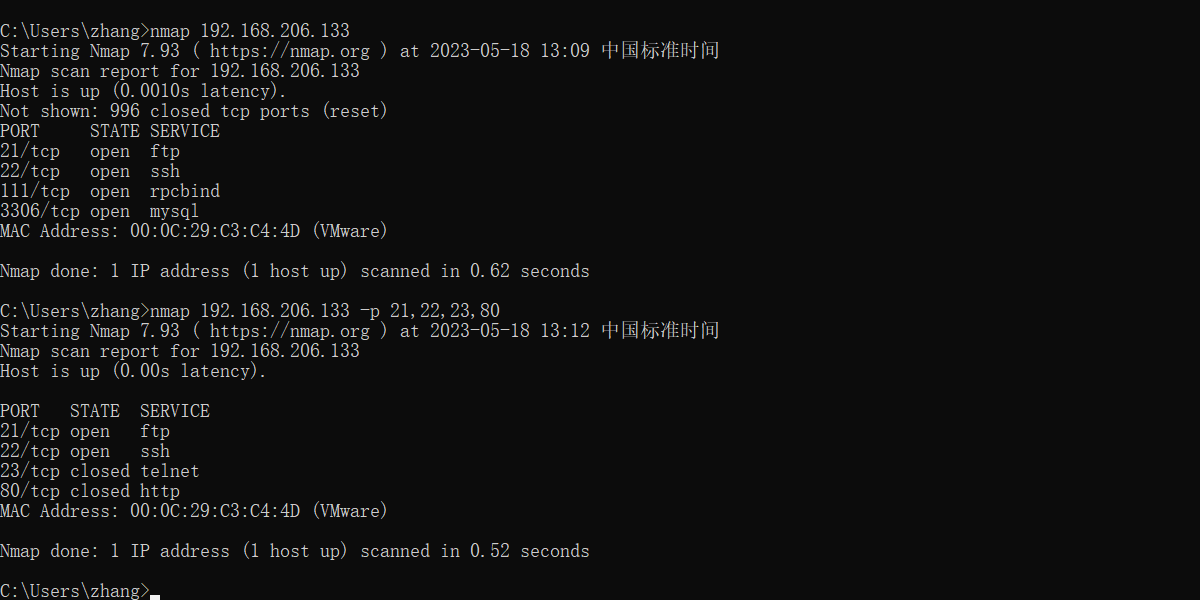 C:\Users\zhang>nmap 192.168.206.133
Starting Nmap 7.93 ( https://nmap.org ) at 2023-05-18 13:09 中国标准时间
Nmap scan report for 192.168.206.133
Host is up (0.0010s latency).
Not shown: 996 closed tcp ports (reset)
PORT     STATE SERVICE
21/tcp   open  ftp
22/tcp   open  ssh
111/tcp  open  rpcbind
3306/tcp open  mysql
MAC Address: 00:0C:29:C3:C4:4D (VMware)
Nmap done: 1 IP address (1 host up) scanned in 0.62 seconds
C:\Users\zhang>nmap 192.168.206.133 -p 21,22,23,80
Starting Nmap 7.93 ( https://nmap.org ) at 2023-05-18 13:12 中国标准时间
Nmap scan report for 192.168.206.133
Host is up (0.00s latency).
PORT   STATE  SERVICE
21/tcp open   ftp
22/tcp open   ssh
23/tcp closed telnet
80/tcp closed http
MAC Address: 00:0C:29:C3:C4:4D (VMware)
Nmap done: 1 IP address (1 host up) scanned in 0.52 seconds
C:\Users\zhang>